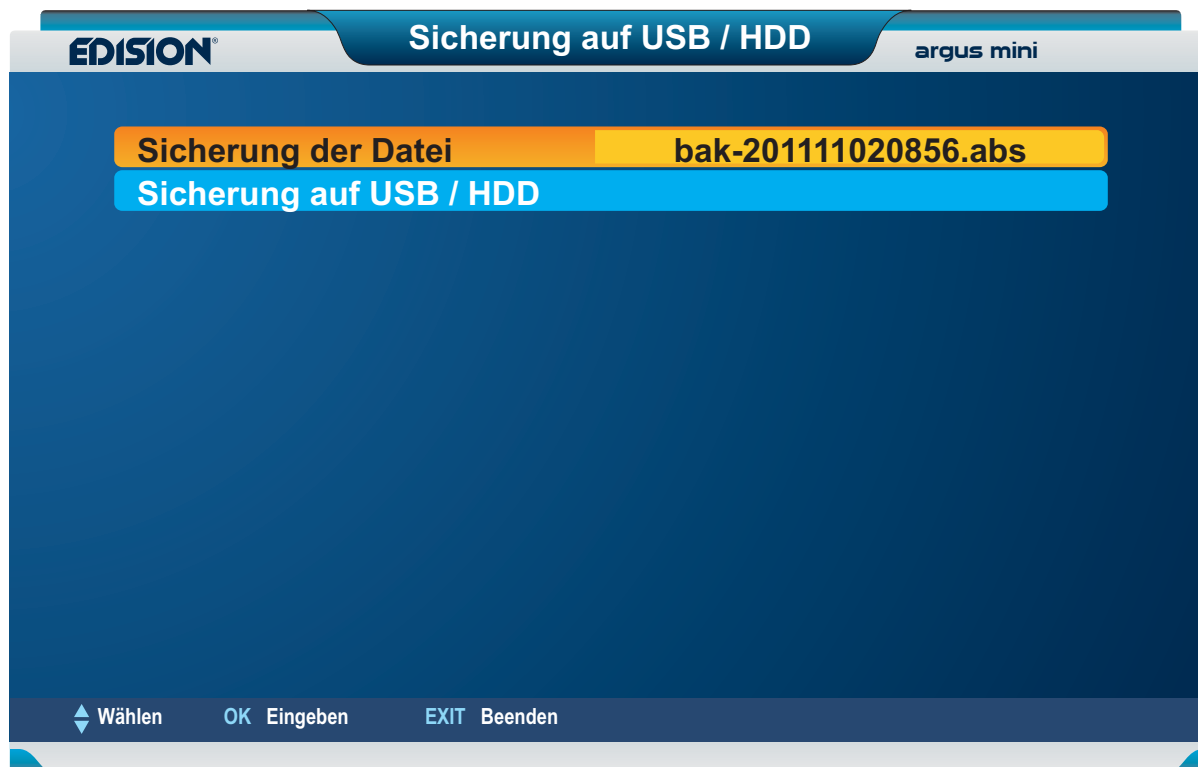 EDISION®
Sicherung auf USB / HDD
argus mini
Sicherung der Datei bak-201111020856.abs
Sicherung auf USB / HDD
Wählen OK Eingeben EXIT Beenden